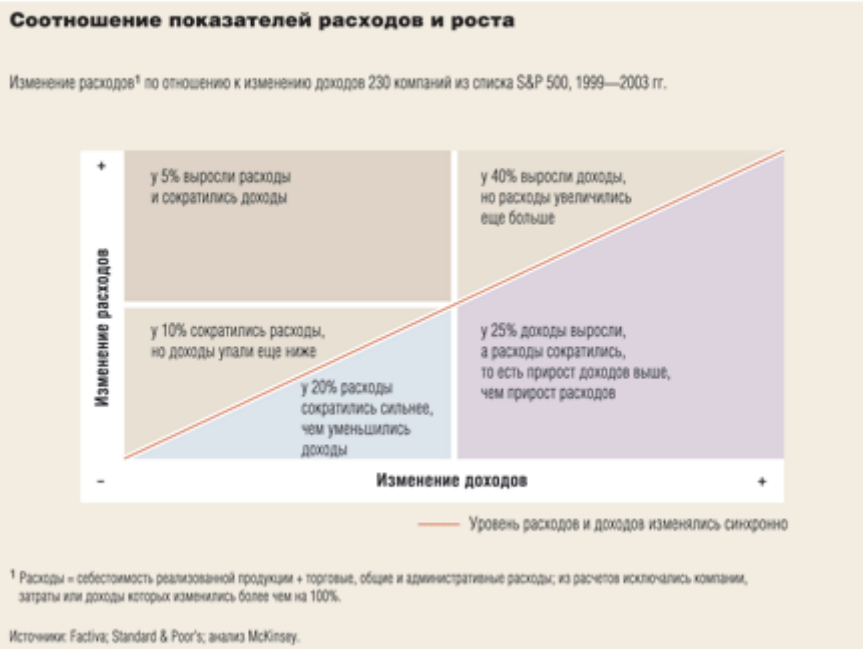 Соотношение показателей расходов и роста
Изменение расходов¹ по отношению к изменению доходов 230 компаний из списка S&P 500, 1999—2003 гг.
+
у 5% выросли расходы
и сократились доходы
у 40% выросли доходы,
но расходы увеличились
еще больше
Изменение расходов
у 10% сократились расходы,
но доходы упали еще ниже
у 20% расходы
сократились сильнее,
чем уменьшились
доходы
у 25% доходы выросли,
а расходы сократились,
то есть прирост доходов выше,
чем прирост расходов
–
Изменение доходов
+
Уровень расходов и доходов изменялись синхронно
¹ Расходы = себестоимость реализованной продукции + торговые, общие и административные расходы; из расчетов исключались компании,
затраты или доходы которых изменились более чем на 100%.
Источники: Factiva; Standard & Poor's; анализ McKinsey.